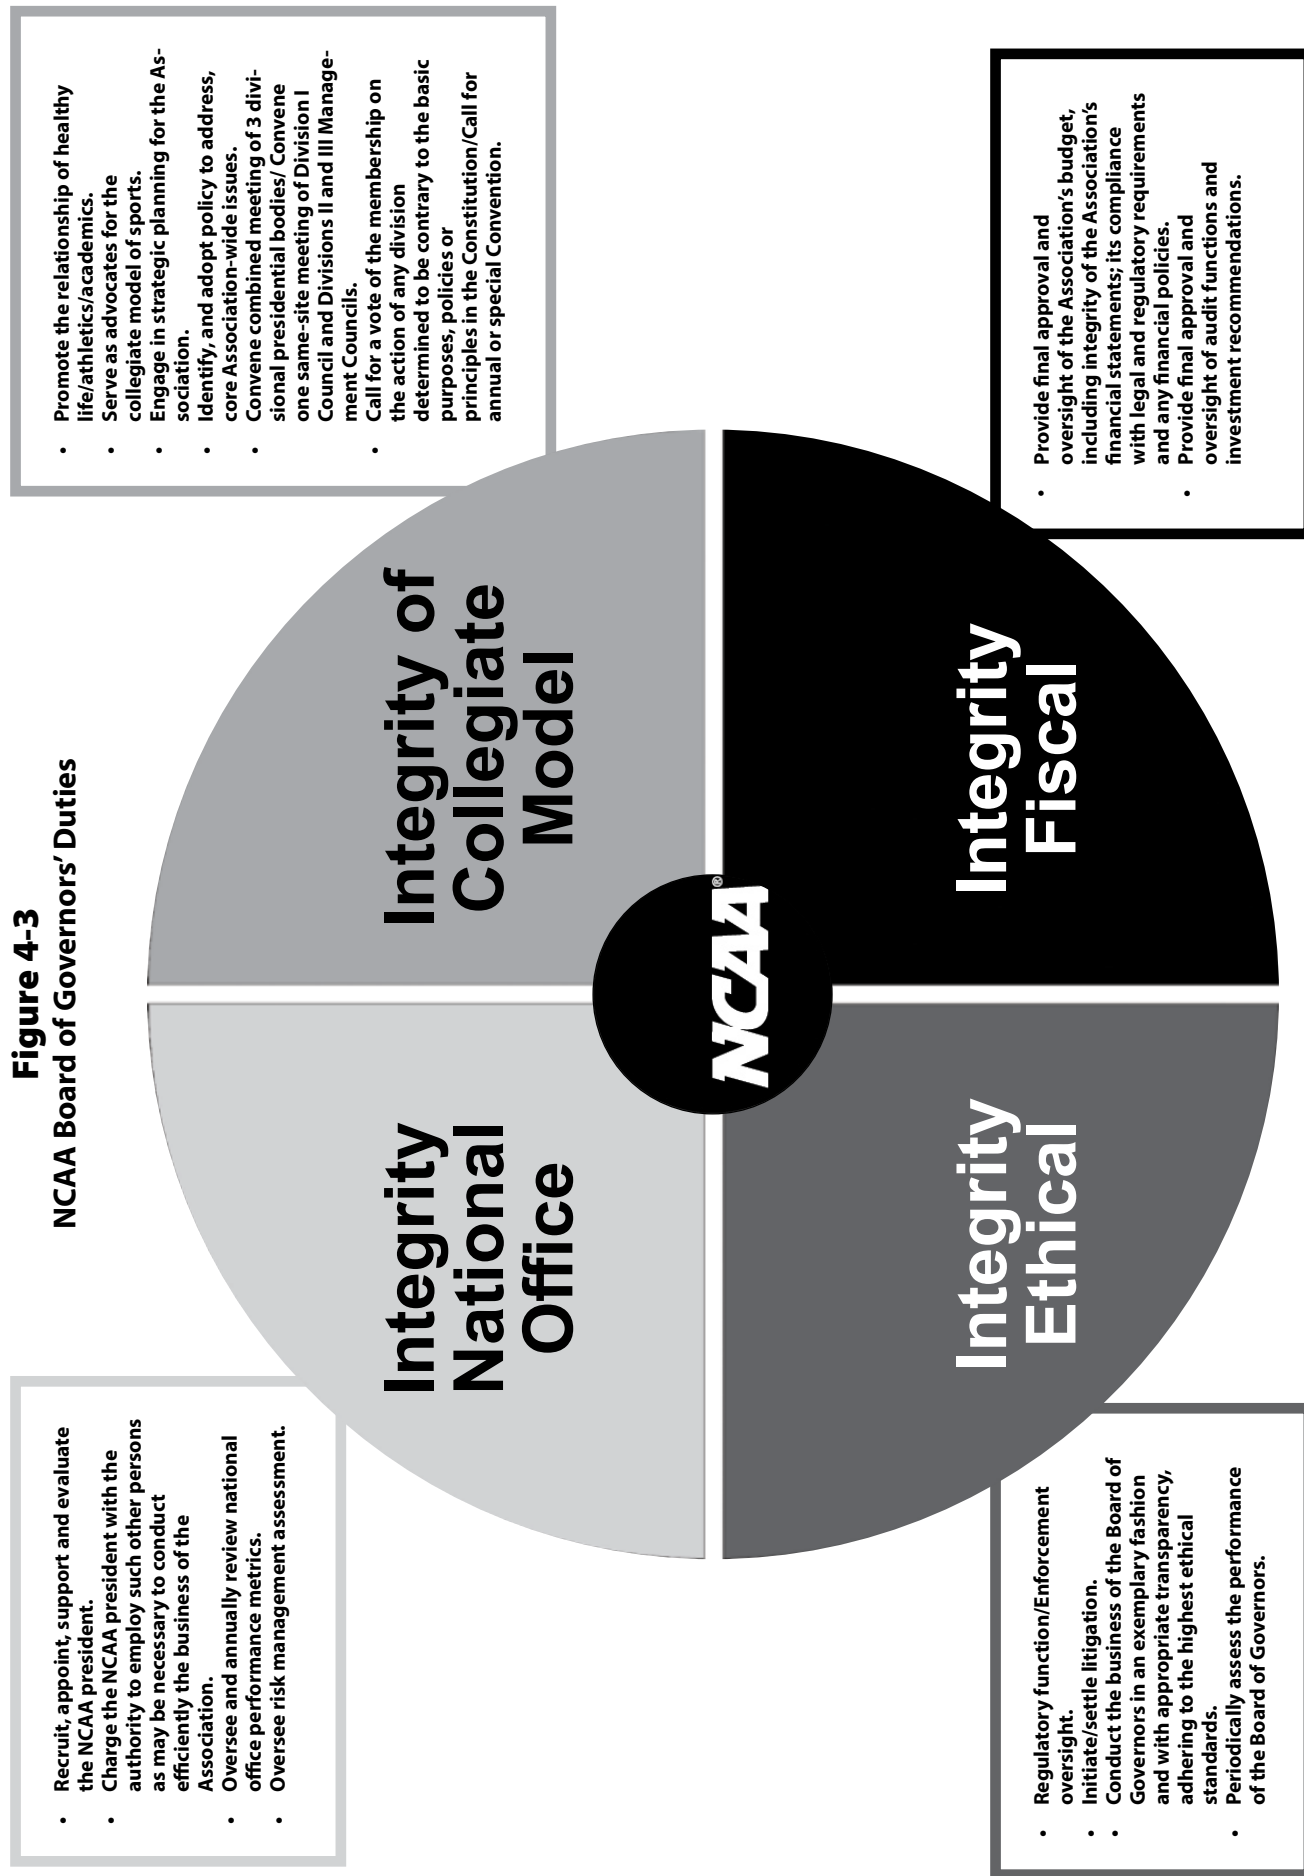 Figure 4-3
NCAA Board of Governors' Duties
• Recruit, appoint, support and evaluate
the NCAA president.
• Charge the NCAA president with the
authority to employ such other persons
as may be necessary to conduct
efficiently the business of the
Association.
• Oversee and annually review national
office performance metrics.
• Oversee risk management assessment.
• Promote the relationship of healthy
life/athletics/academics.
• Serve as advocates for the
collegiate model of sports.
• Engage in strategic planning for the As-
sociation.
• Identify, and adopt policy to address,
core Association-wide issues.
• Convene combined meeting of 3 divi-
sional presidential bodies/ Convene
one same-site meeting of Division I
Council and Divisions II and III Manage-
ment Councils.
• Call for a vote of the membership on
the action of any division
determined to be contrary to the basic
purposes, policies or
principles in the Constitution/Call for
annual or special Convention.
Integrity
National
Office
Integrity of
Collegiate
Model
NCAA®
Integrity
Ethical
Integrity
Fiscal
• Regulatory function/Enforcement
oversight.
• Initiate/settle litigation.
• Conduct the business of the Board of
Governors in an exemplary fashion
and with appropriate transparency,
adhering to the highest ethical
standards.
• Periodically assess the performance
of the Board of Governors.
• Provide final approval and
oversight of the Association's budget,
including integrity of the Association's
financial statements; its compliance
with legal and regulatory requirements
and any financial policies.
• Provide final approval and
oversight of audit functions and
investment recommendations.